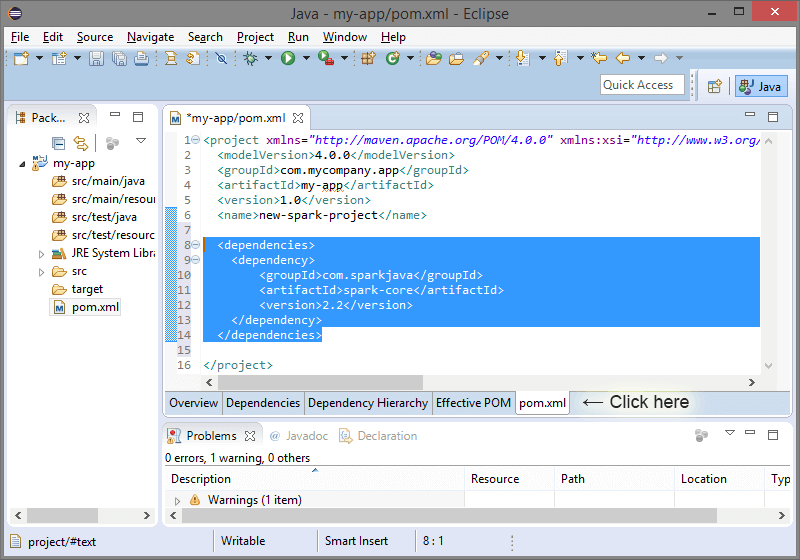 Java - my-app/pom.xml - Eclipse
File Edit Source Navigate Search Project Run Window Help
Quick Access
Java
Pack...
my-app
src/main/java
src/main/resou
src/test/java
src/test/resourc
JRE System Libra
src
target
pom.xml
*my-app/pom.xml
1 <project xmlns="http://maven.apache.org/POM/4.0.0" xmlns:xsi="http://www.w3.org/
2 <modelVersion>4.0.0</modelVersion>
3 <groupId>com.mycompany.app</groupId>
4 <artifactId>my-app</artifactId>
5 <version>1.0</version>
6 <name>new-spark-project</name>
7
8 <dependencies>
9 <dependency>
10 <groupId>com.sparkjava</groupId>
11 <artifactId>spark-core</artifactId>
12 <version>2.2</version>
13 </dependency>
14 </dependencies>
15
16 </project>
Overview Dependencies Dependency Hierarchy Effective POM pom.xml ← Click here
Problems @ Javadoc Declaration
0 errors, 1 warning, 0 others
Description Resource Path Location Typ
Warnings (1 item)
project/#text Writable Smart Insert 8 : 1